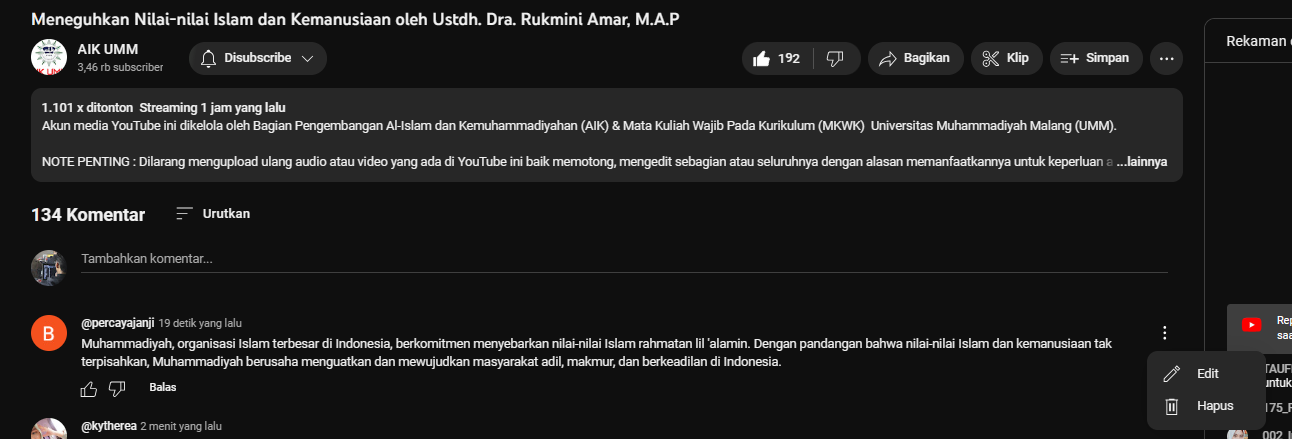 Meneguhkan Nilai-nilai Islam dan Kemanusiaan oleh Ustdh. Dra. Rukmini Amar, M.A.P
AIK UMM
3,46 rb subscriber
Disubscribe
192
Bagikan
Klip
Simpan
Rekaman
1.101 x ditonton Streaming 1 jam yang lalu
Akun media YouTube ini dikelola oleh Bagian Pengembangan Al-Islam dan Kemuhammadiyahan (AIK) & Mata Kuliah Wajib Pada Kurikulum (MKWK) Universitas Muhammadiyah Malang (UMM).
NOTE PENTING : Dilarang mengupload ulang audio atau video yang ada di YouTube ini baik memotong, mengedit sebagian atau seluruhnya dengan alasan memanfaatkannya untuk keperluan a ...lainnya
134 Komentar
Urutkan
Tambahkan komentar...
B
@percayajanji 19 detik yang lalu
Muhammadiyah, organisasi Islam terbesar di Indonesia, berkomitmen menyebarkan nilai-nilai Islam rahmatan lil 'alamin. Dengan pandangan bahwa nilai-nilai Islam dan kemanusiaan tak
terpisahkan, Muhammadiyah berusaha menguatkan dan mewujudkan masyarakat adil, makmur, dan berkeadilan di Indonesia.
Balas
Rep
saa
Edit
Hapus
TAUFI
untuk
175_F
002_
@kytherea 2 menit yang lalu